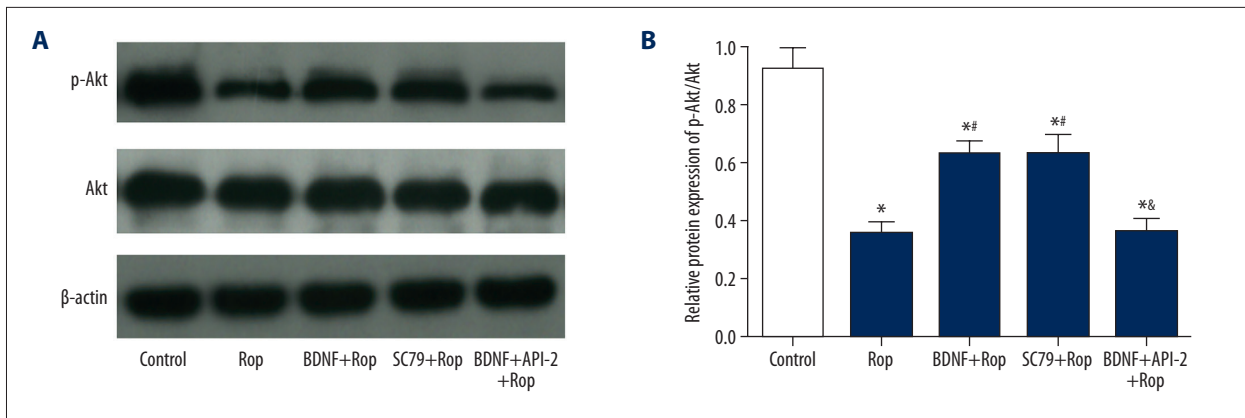 A
p-Akt
Akt
β-actin
Control Rop BDNF+Rop SC79+Rop BDNF+API-2
+Rop
B
Relative protein expression of p-Akt/Akt
1.0
0.8
0.6
0.4
0.2
0.0
*
*#
*#
*&
Control Rop BDNF+Rop SC79+Rop BDNF+API-2
+Rop